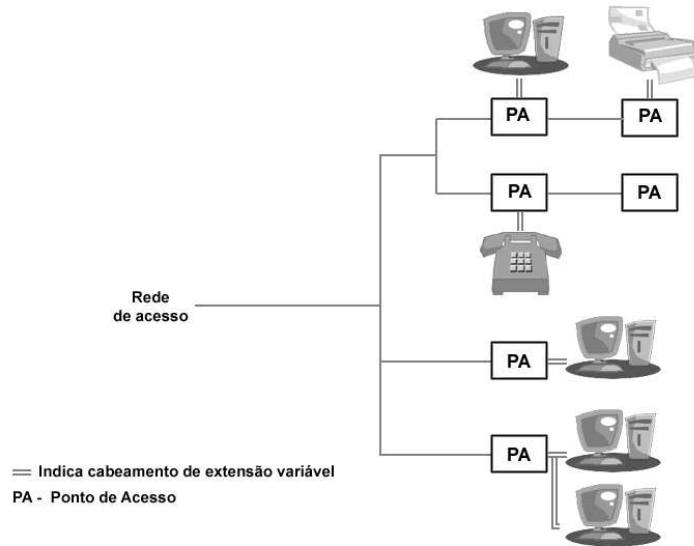 PA
PA
PA
PA
Rede
de acesso
PA
PA
Indica cabeamento de extensão variável
PA - Ponto de Acesso